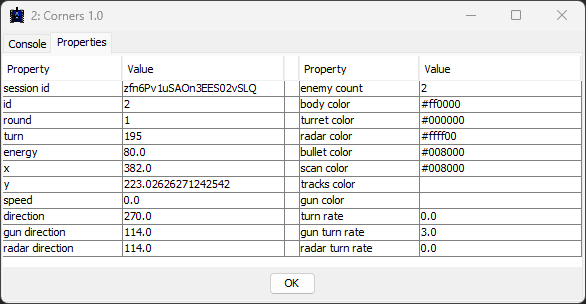 2: Corners 1.0
Console Properties
Property Value Property Value
session id zfn6Pv1uSAOn3EES02vSLQ enemy count 2
id 2 body color #ff0000
round 1 turret color #000000
turn 195 radar color #ffff00
energy 80.0 bullet color #008000
x 382.0 scan color #008000
y 223.02626271242542 tracks color
speed 0.0 gun color
direction 270.0 turn rate 0.0
gun direction 114.0 gun turn rate 3.0
radar direction 114.0 radar turn rate 0.0
OK